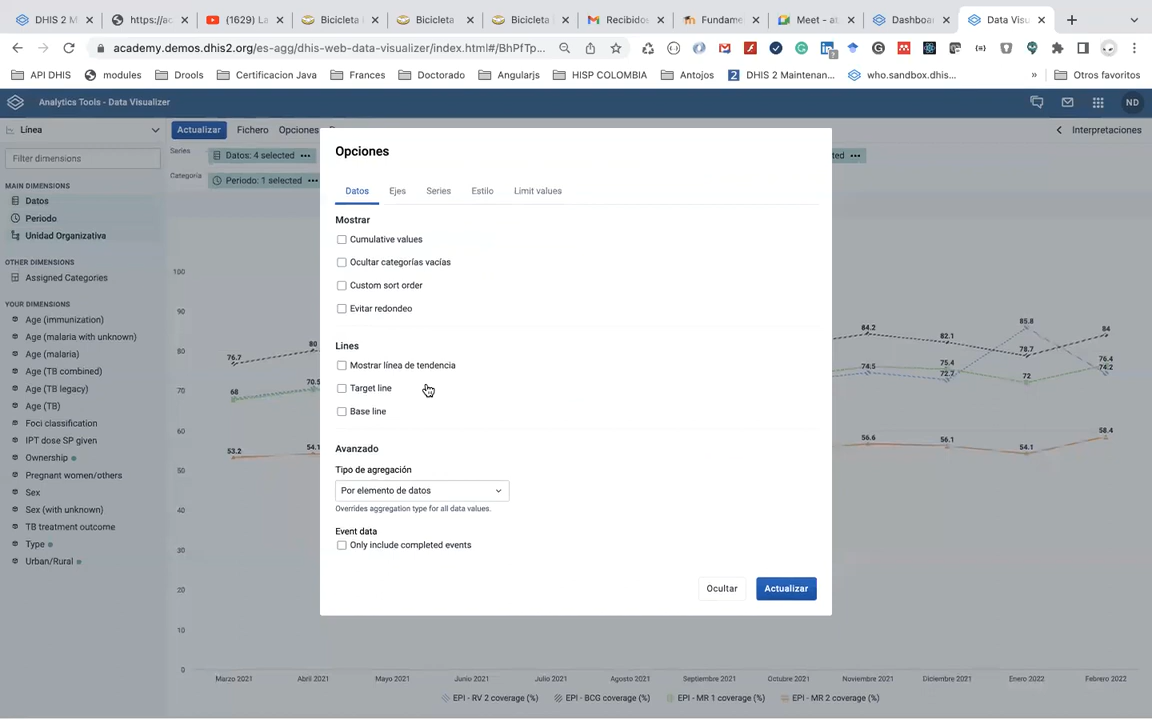 DHIS 2 M
https://ac
(1629) La
Bicicleta
Bicicleta
Bicicleta
Recibidos
Fundame
Meet - at
Dashboar
Data Visu
academy.demos.dhis2.org/es-agg/dhis-web-data-visualizer/index.html#/BhPfTp...
API DHIS
modules
Drools
Certificacion Java
Frances
Doctorado
Angularjs
HISP COLOMBIA
Antojos
DHIS 2 Maintenan...
who.sandbox.dhis...
»
Otros favoritos
Analytics Tools - Data Visualizer
ND
Línea
Actualizar
Fichero
Opciones
Interpretaciones
Filter dimensions
Series
Datos: 4 selected
Categoría
Periodo: 1 selected
MAIN DIMENSIONS
Datos
Período
Unidad Organizativa
OTHER DIMENSIONS
Assigned Categories
YOUR DIMENSIONS
Age (immunization)
Age (malaria with unknown)
Age (malaria)
Age (TB combined)
Age (TB legacy)
Age (TB)
Foci classification
IPT dose SP given
Ownership
Pregnant women/others
Sex
Sex (with unknown)
TB treatment outcome
Type
Urban/Rural
Opciones
Datos
Ejes
Series
Estilo
Limit values
Mostrar
Cumulative values
Ocultar categorías vacías
Custom sort order
Evitar redondeo
Lines
Mostrar línea de tendencia
Target line
Base line
Avanzado
Tipo de agregación
Por elemento de datos
Overrides aggregation type for all data values.
Event data
Only include completed events
Ocultar
Actualizar
100
90
80
70
60
50
40
30
20
10
0
76.7
80
68
70.5
53.2
54.1
84.2
82.1
85.8
78.7
84
74.5
75.4
72.7
72
76.4
74.2
56.6
56.1
54.1
58.4
Marzo 2021
Abril 2021
Mayo 2021
Junio 2021
Julio 2021
Agosto 2021
Septiembre 2021
Octubre 2021
Noviembre 2021
Diciembre 2021
Enero 2022
Febrero 2022
EPI - RV 2 coverage (%)
EPI - BCG coverage (%)
EPI - MR 1 coverage (%)
EPI - MR 2 coverage (%)